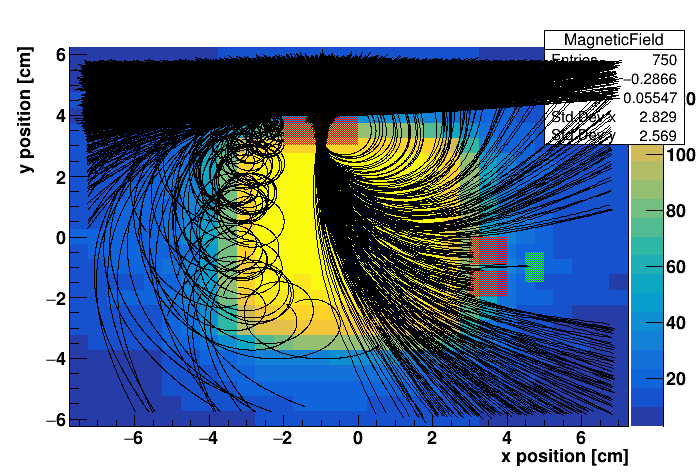 MagneticField
Entries 750
−0.2866
0.05547
Std Dev x 2.829
Std Dev y 2.569
y position [cm]
6
4
2
0
−2
−4
−6
−6 −4 −2 0 2 4 6
x position [cm]
0
100
80
60
40
20